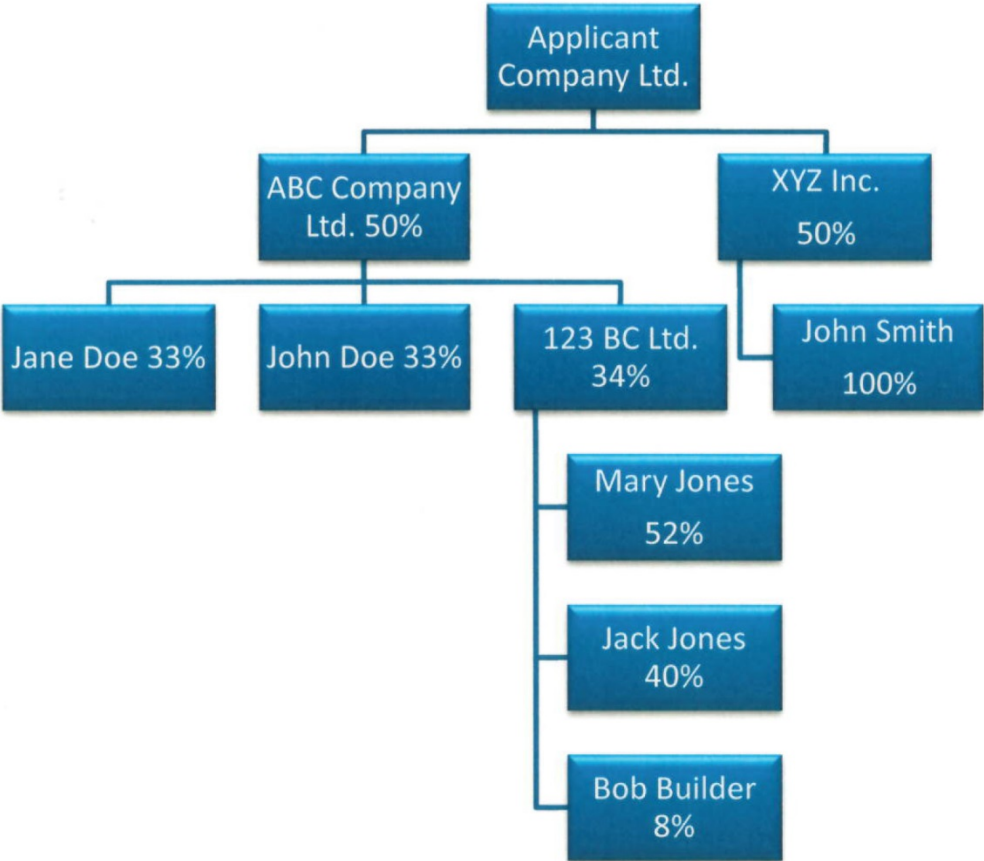 Applicant
Company Ltd.
ABC Company
Ltd. 50%
XYZ Inc.
50%
Jane Doe 33%
John Doe 33%
123 BC Ltd.
34%
John Smith
100%
Mary Jones
52%
Jack Jones
40%
Bob Builder
8%